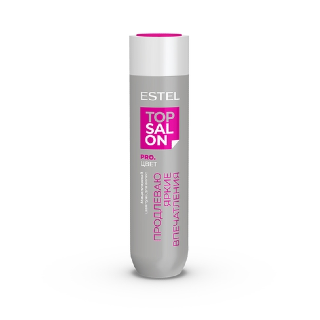 ESTEL
TOP
SAL
ON
PRO.
ЦВЕТ
ПРОДЛЕВАЮ
ЯРКИЕ
ВПЕЧАТЛЕНИЯ